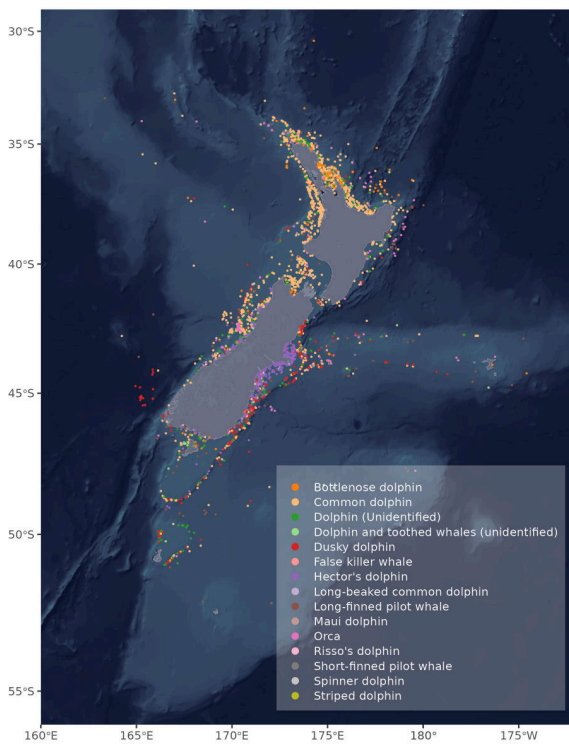 30°S
35°S
40°S
45°S
50°S
55°S
Bottlenose dolphin
Common dolphin
Dolphin (Unidentified)
Dolphin and toothed whales (unidentified)
Dusky dolphin
False killer whale
Hector's dolphin
Long-beaked common dolphin
Long-finned pilot whale
Maui dolphin
Orca
Risso's dolphin
Short-finned pilot whale
Spinner dolphin
Striped dolphin
160°E 165°E 170°E 175°E 180° 175°W